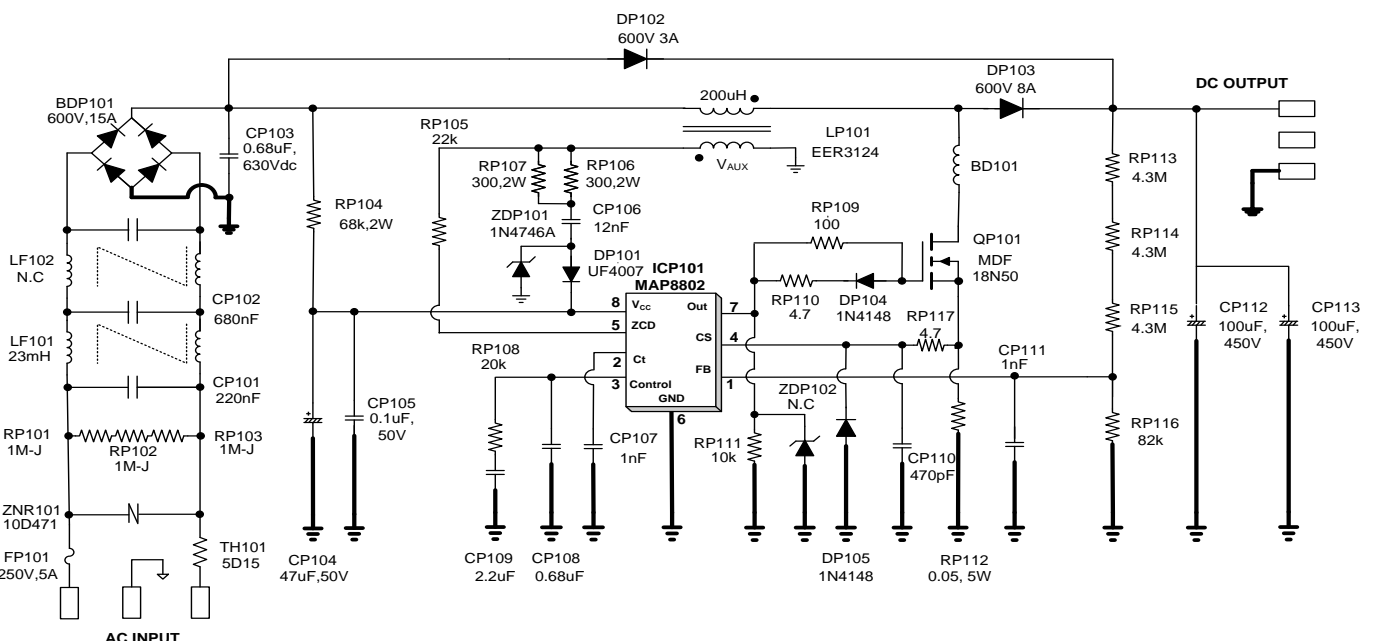 DP102
600V 3A
DP103
600V 8A
DC OUTPUT
BDP101
600V,15A
200uH
CP103
0.68uF,
630Vdc
RP105
22k
LP101
EER3124
VAUX
RP107
300,2W
RP106
300,2W
BD101
RP113
4.3M
RP104
68k,2W
ZDP101
1N4746A
CP106
12nF
RP109
100
QP101
MDF
18N50
RP114
4.3M
LF102
N.C
DP101
UF4007
ICP101
MAP8802
RP110
4.7
DP104
1N4148
CP102
680nF
8
VCC
Out
7
RP117
4.7
RP115
4.3M
CP112
100uF,
450V
CP113
100uF,
450V
5
ZCD
LF101
23mH
CS
4
RP108
20k
2
Ct
CP111
1nF
FB
1
3
Control
GND
6
CP101
220nF
CP105
0.1uF,
50V
ZDP102
N.C
RP116
82k
RP101
1M-J
RP102
1M-J
RP103
1M-J
CP107
1nF
RP111
10k
CP110
470pF
ZNR101
10D471
FP101
250V,5A
TH101
5D15
CP104
47uF,50V
CP109
2.2uF
CP108
0.68uF
DP105
1N4148
RP112
0.05, 5W
AC INPUT